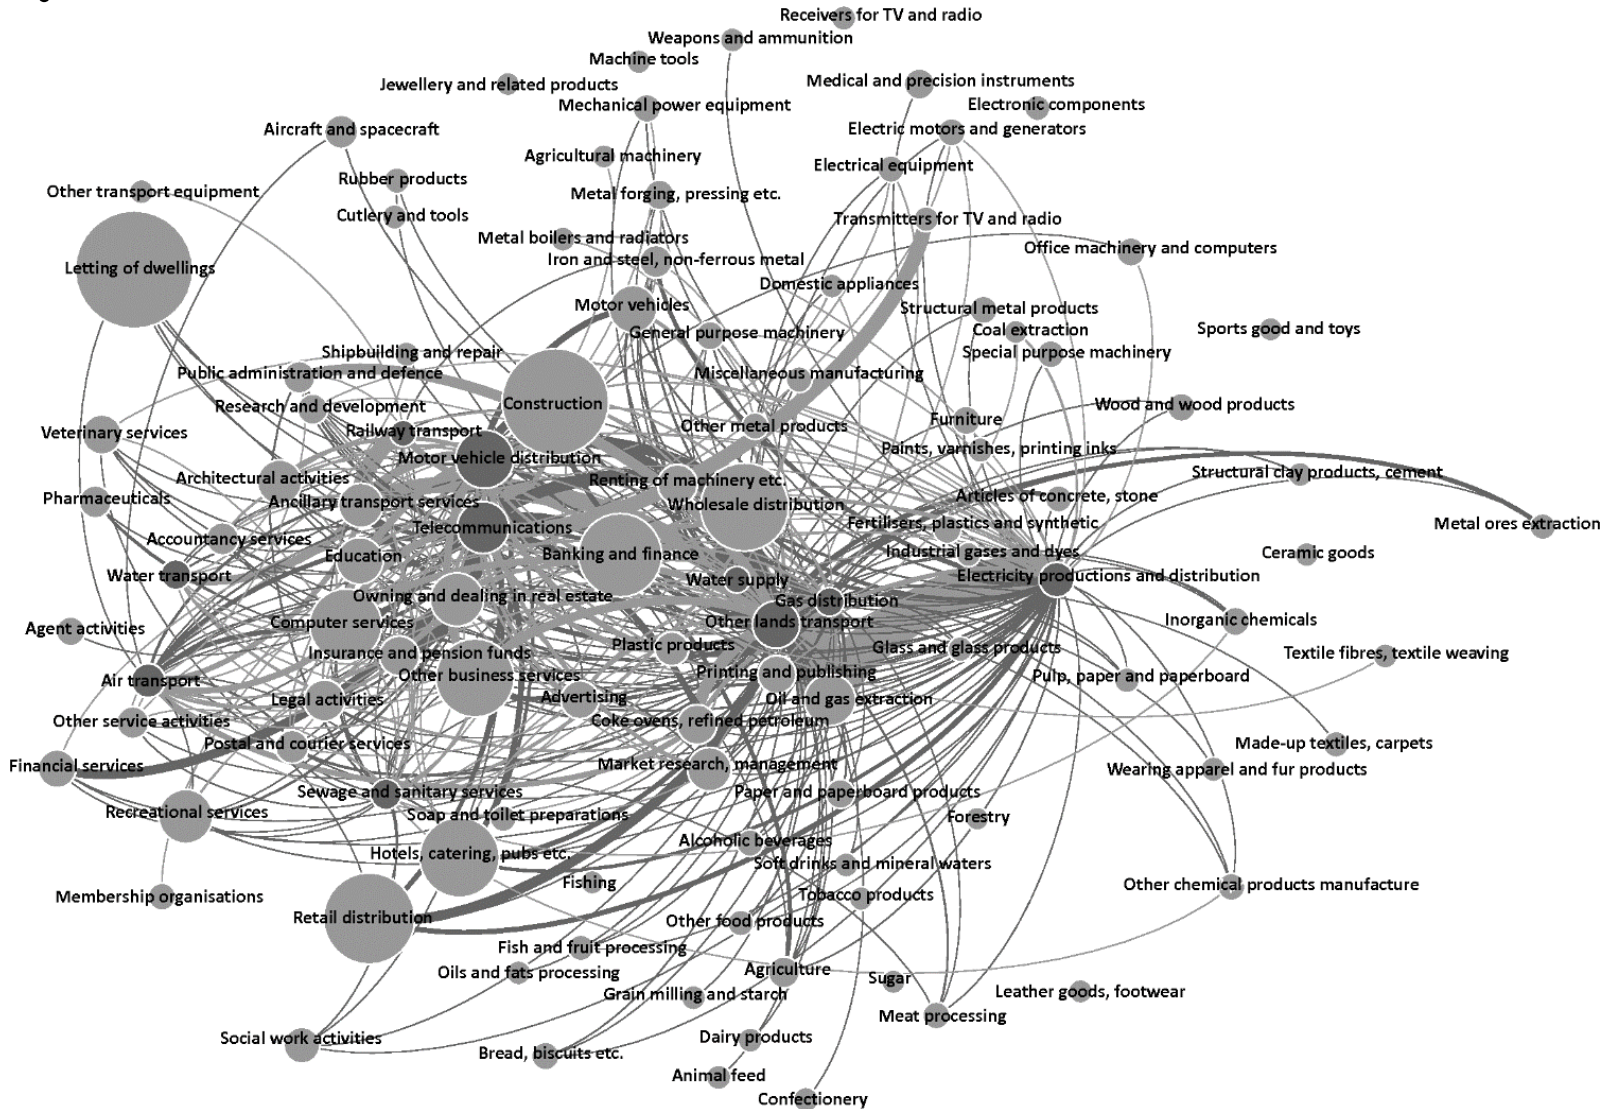 Receivers for TV and radio
Weapons and ammunition
Machine tools
Jewellery and related products
Medical and precision instruments
Mechanical power equipment
Electronic components
Aircraft and spacecraft
Electric motors and generators
Agricultural machinery
Electrical equipment
Rubber products
Other transport equipment
Metal forging, pressing etc.
Cutlery and tools
Transmitters for TV and radio
Metal boilers and radiators
Office machinery and computers
Iron and steel, non-ferrous metal
Letting of dwellings
Domestic appliances
Motor vehicles
Structural metal products
General purpose machinery
Coal extraction
Sports good and toys
Shipbuilding and repair
Special purpose machinery
Public administration and defence
Miscellaneous manufacturing
Construction
Research and development
Wood and wood products
Furniture
Other metal products
Railway transport
Veterinary services
Paints, varnishes, printing inks
Motor vehicle distribution
Structural clay products, cement
Architectural activities
Renting of machinery etc.
Pharmaceuticals
Articles of concrete, stone
Ancillary transport services
Wholesale distribution
Telecommunications
Fertilisers, plastics and synthetic
Metal ores extraction
Accountancy services
Education
Banking and finance
Industrial gases and dyes
Ceramic goods
Water transport
Water supply
Electricity productions and distribution
Owning and dealing in real estate
Gas distribution
Computer services
Other lands transport
Inorganic chemicals
Agent activities
Plastic products
Glass and glass products
Insurance and pension funds
Textile fibres, textile weaving
Other business services
Printing and publishing
Pulp, paper and paperboard
Air transport
Legal activities
Advertising
Oil and gas extraction
Other service activities
Coke ovens, refined petroleum
Postal and courier services
Made-up textiles, carpets
Financial services
Market research, management
Wearing apparel and fur products
Sewage and sanitary services
Paper and paperboard products
Recreational services
Soap and toilet preparations
Forestry
Alcoholic beverages
Hotels, catering, pubs etc.
Soft drinks and mineral waters
Fishing
Other chemical products manufacture
Membership organisations
Tobacco products
Retail distribution
Other food products
Fish and fruit processing
Agriculture
Oils and fats processing
Sugar
Grain milling and starch
Leather goods, footwear
Meat processing
Social work activities
Dairy products
Bread, biscuits etc.
Animal feed
Confectionery